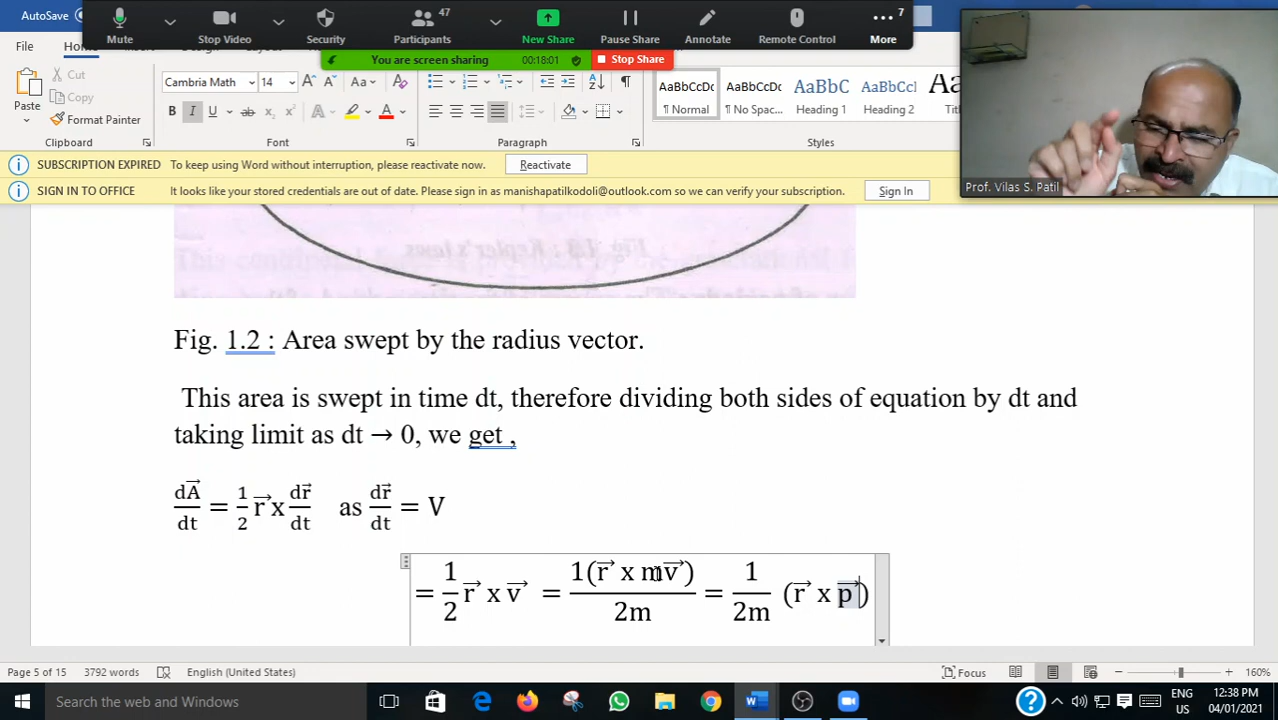 AutoSave
47
7
Mute
Stop Video
Security
Participants
New Share
Pause Share
Annotate
Remote Control
More
You are screen sharing
00:18:01
Stop Share
File
Cut
Copy
Paste
Format Painter
Clipboard
Cambria Math
14
Font
Paragraph
AaBbCcDc
¶ Normal
AaBbCcDc
¶ No Spac...
AaBbC
Heading 1
AaBbCcl
Heading 2
Styles
SUBSCRIPTION EXPIRED To keep using Word without interruption, please reactivate now. Reactivate
SIGN IN TO OFFICE It looks like your stored credentials are out of date. Please sign in as manishapatilkodoli@outlook.com so we can verify your subscription. Sign In
Prof. Vilas S. Patil
Fig. 1.2 : Area swept by the radius vector.
This area is swept in time dt, therefore dividing both sides of equation by dt and
taking limit as dt → 0, we get ,
dA⃗/dt = 1/2 r⃗ x dr⃗/dt as dr⃗/dt = V
= 1/2 r⃗ x v⃗ = 1(r⃗ x mv⃗)/2m = 1/2m (r⃗ x p⃗)
Page 5 of 15
3792 words
English (United States)
Focus
160%
Search the web and Windows
ENG
US
12:38 PM
04/01/2021